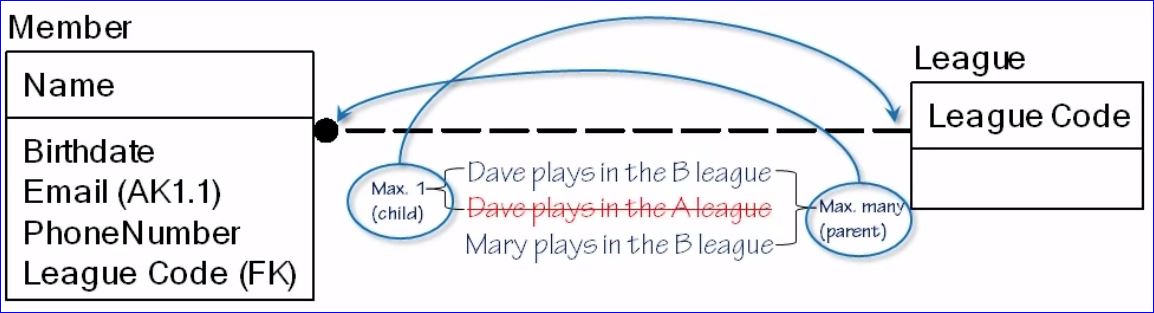 Member
Name
Birthdate
Email (AK1.1)
PhoneNumber
League Code (FK)
Max. 1
(child)
Dave plays in the B league
Dave plays in the A league
Mary plays in the B league
Max. many
(parent)
League
League Code